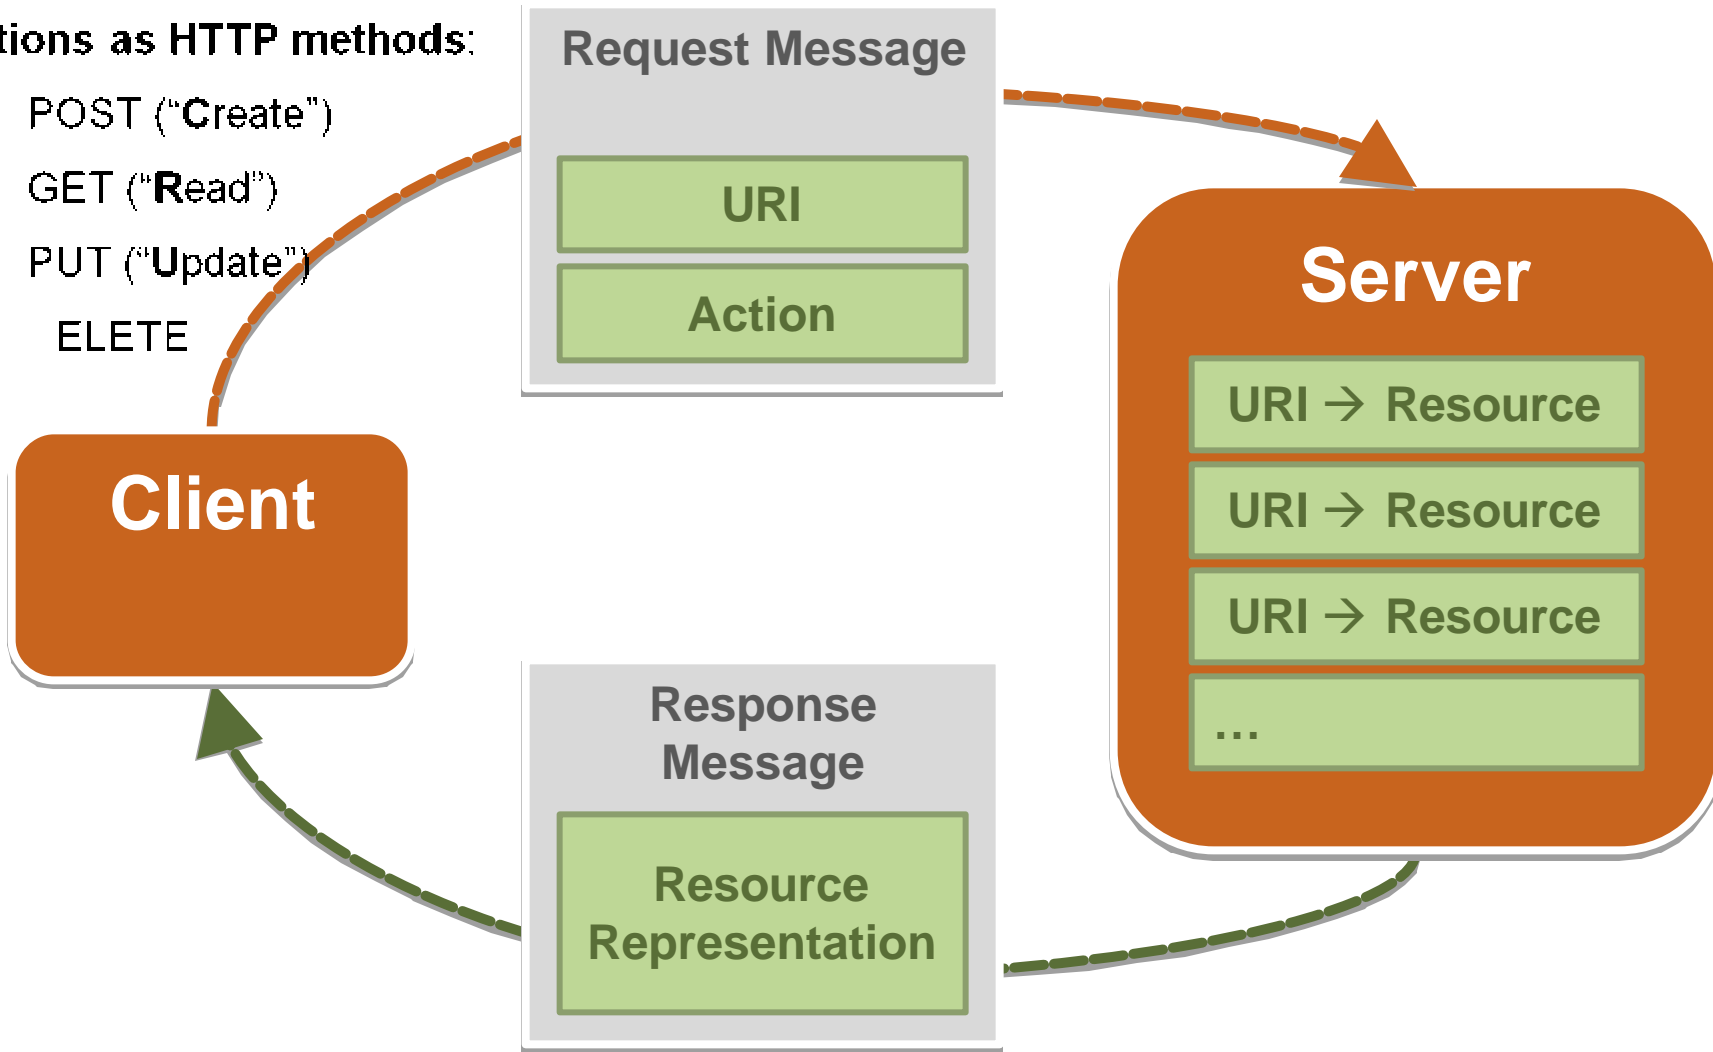 tions as HTTP methods:
POST (“Create”)
GET (“Read”)
PUT (“Update”)
ELETE
Request Message
URI
Action
Client
Server
URI → Resource
URI → Resource
URI → Resource
…
Response
Message
Resource
Representation